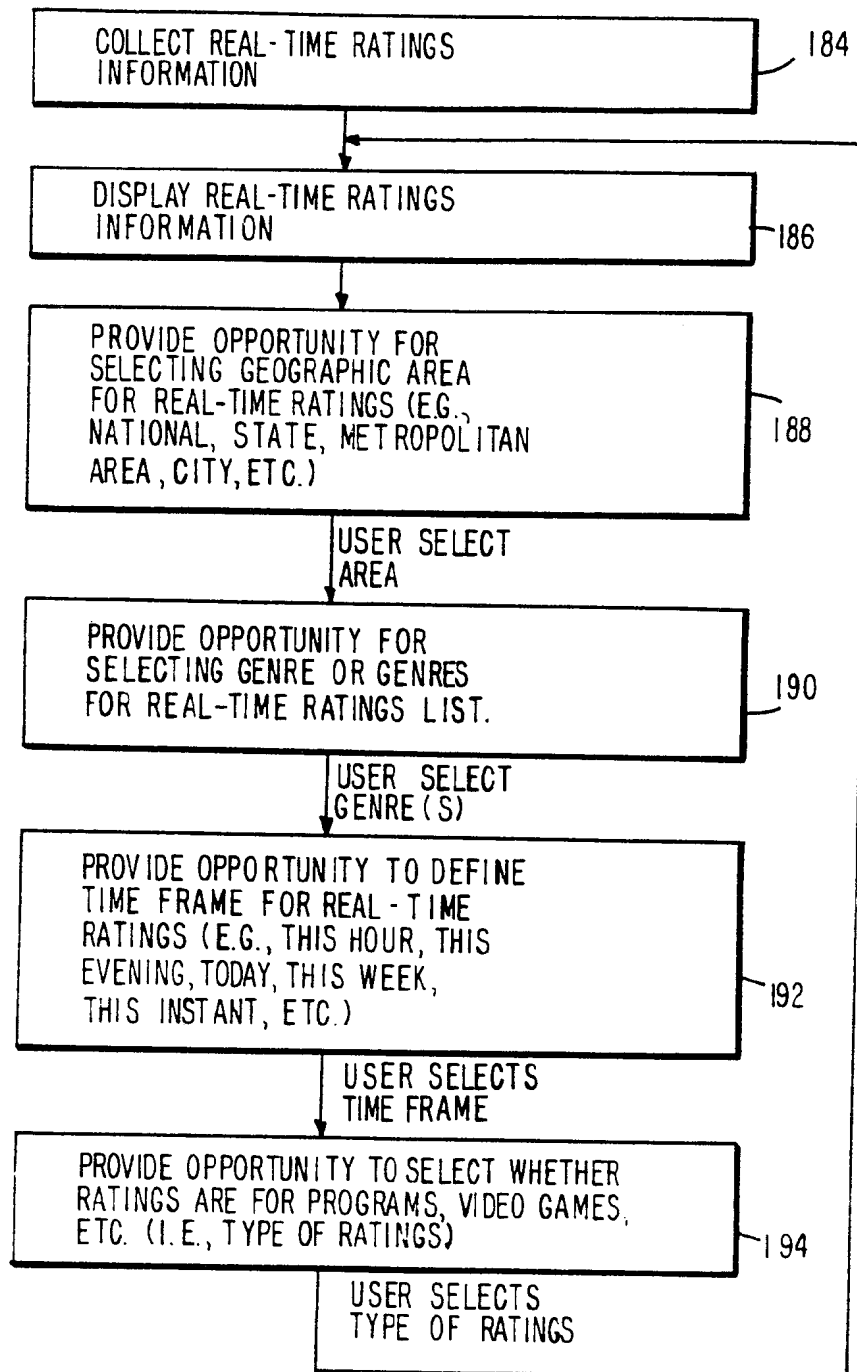 COLLECT REAL-TIME RATINGS
INFORMATION
184
DISPLAY REAL-TIME RATINGS
INFORMATION
186
PROVIDE OPPORTUNITY FOR
SELECTING GEOGRAPHIC AREA
FOR REAL-TIME RATINGS (E.G.,
NATIONAL, STATE, METROPOLITAN
AREA, CITY, ETC.)
188
USER SELECT
AREA
PROVIDE OPPORTUNITY FOR
SELECTING GENRE OR GENRES
FOR REAL-TIME RATINGS LIST.
190
USER SELECT
GENRE(S)
PROVIDE OPPORTUNITY TO DEFINE
TIME FRAME FOR REAL-TIME
RATINGS (E.G., THIS HOUR, THIS
EVENING, TODAY, THIS WEEK,
THIS INSTANT, ETC.)
192
USER SELECTS
TIME FRAME
PROVIDE OPPORTUNITY TO SELECT WHETHER
RATINGS ARE FOR PROGRAMS, VIDEO GAMES,
ETC. (I.E., TYPE OF RATINGS)
194
USER SELECTS
TYPE OF RATINGS